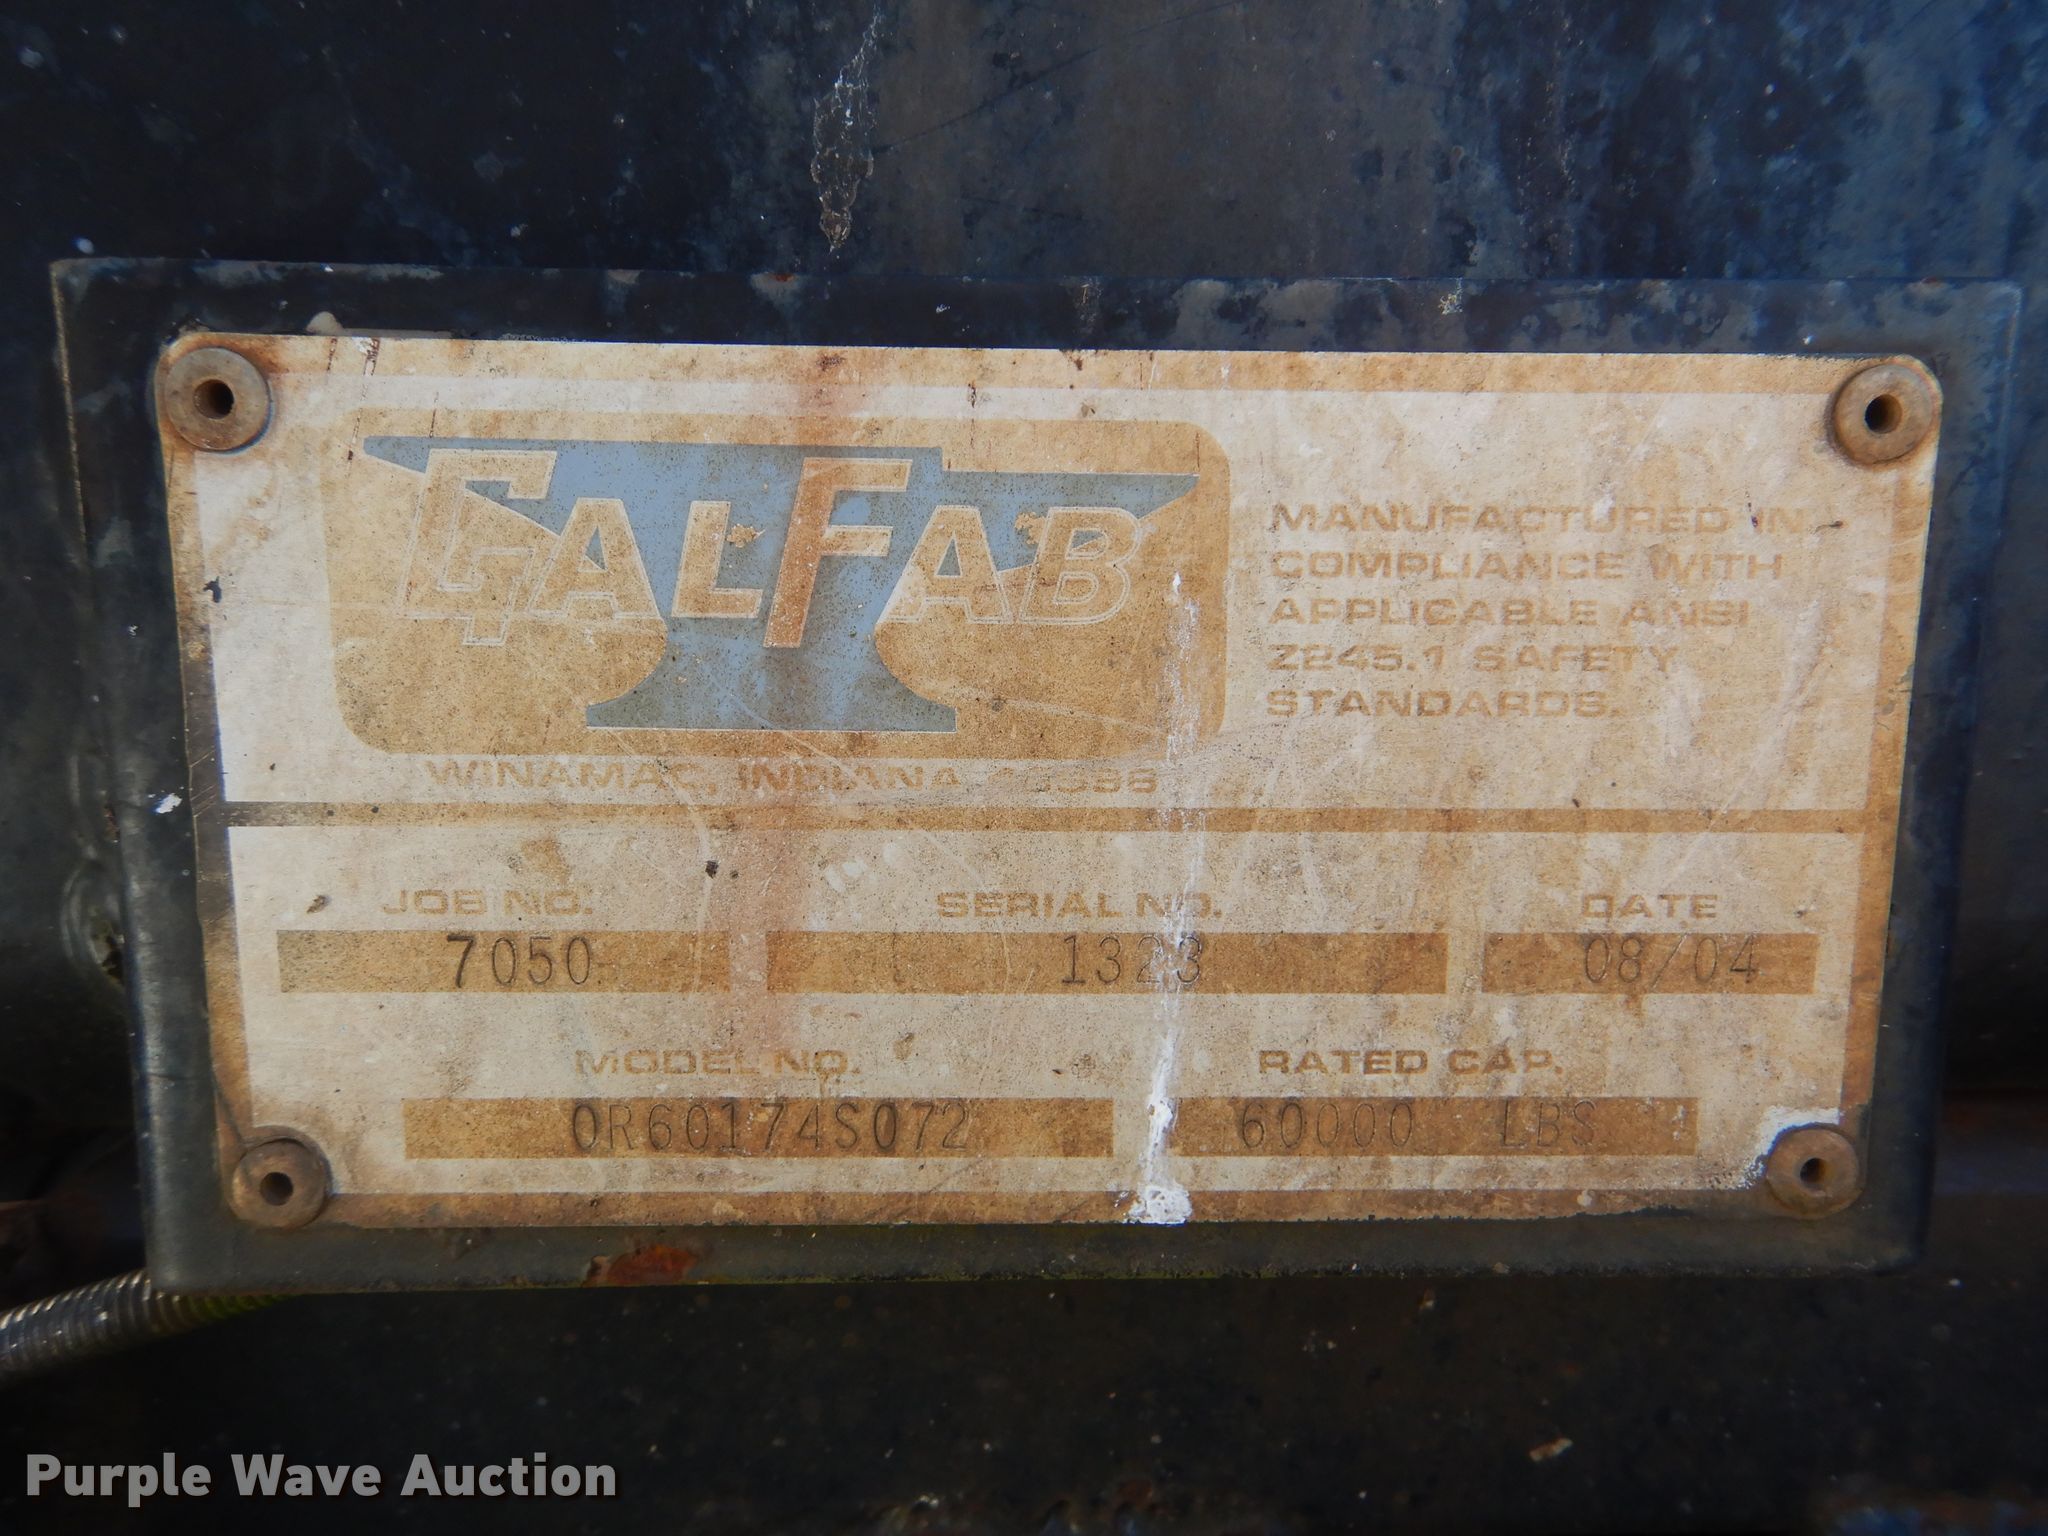 GALFAB
MANUFACTURED IN
COMPLIANCE WITH
APPLICABLE ANSI
Z245.1 SAFETY
STANDARDS.
WINAMAC, INDIANA 46996
JOB NO. SERIAL NO. DATE
7050 1323 08/04
MODEL NO. RATED CAP.
OR60174S072 60000 LBS
Purple Wave Auction